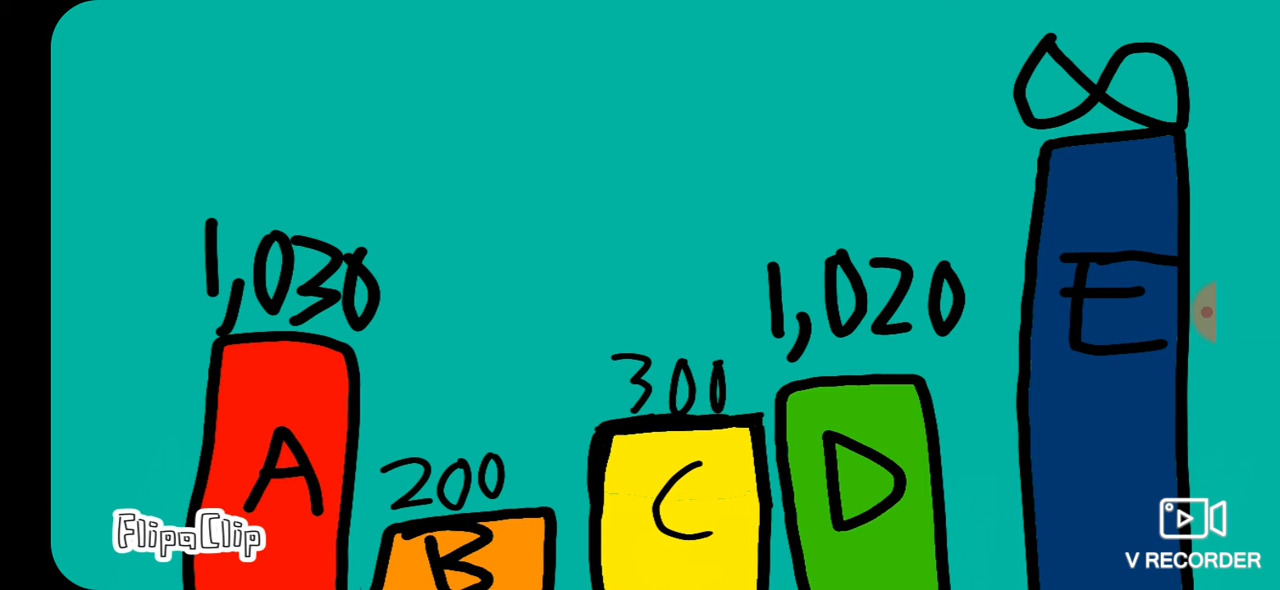 ∞
1,030
1,020
300
200
A
B
C
D
E
FlipaClip
V RECORDER